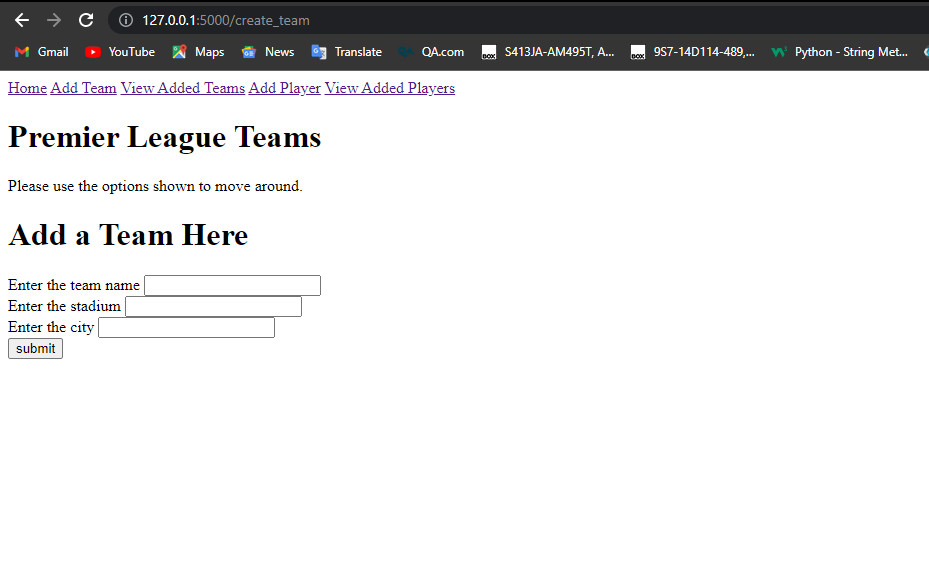 127.0.0.1:5000/create_team
Gmail YouTube Maps News Translate QA.com BOX S413JA-AM495T, A... BOX 9S7-14D114-489,... Python - String Met...
Home Add Team View Added Teams Add Player View Added Players
Premier League Teams
Please use the options shown to move around.
Add a Team Here
Enter the team name
Enter the stadium
Enter the city
submit